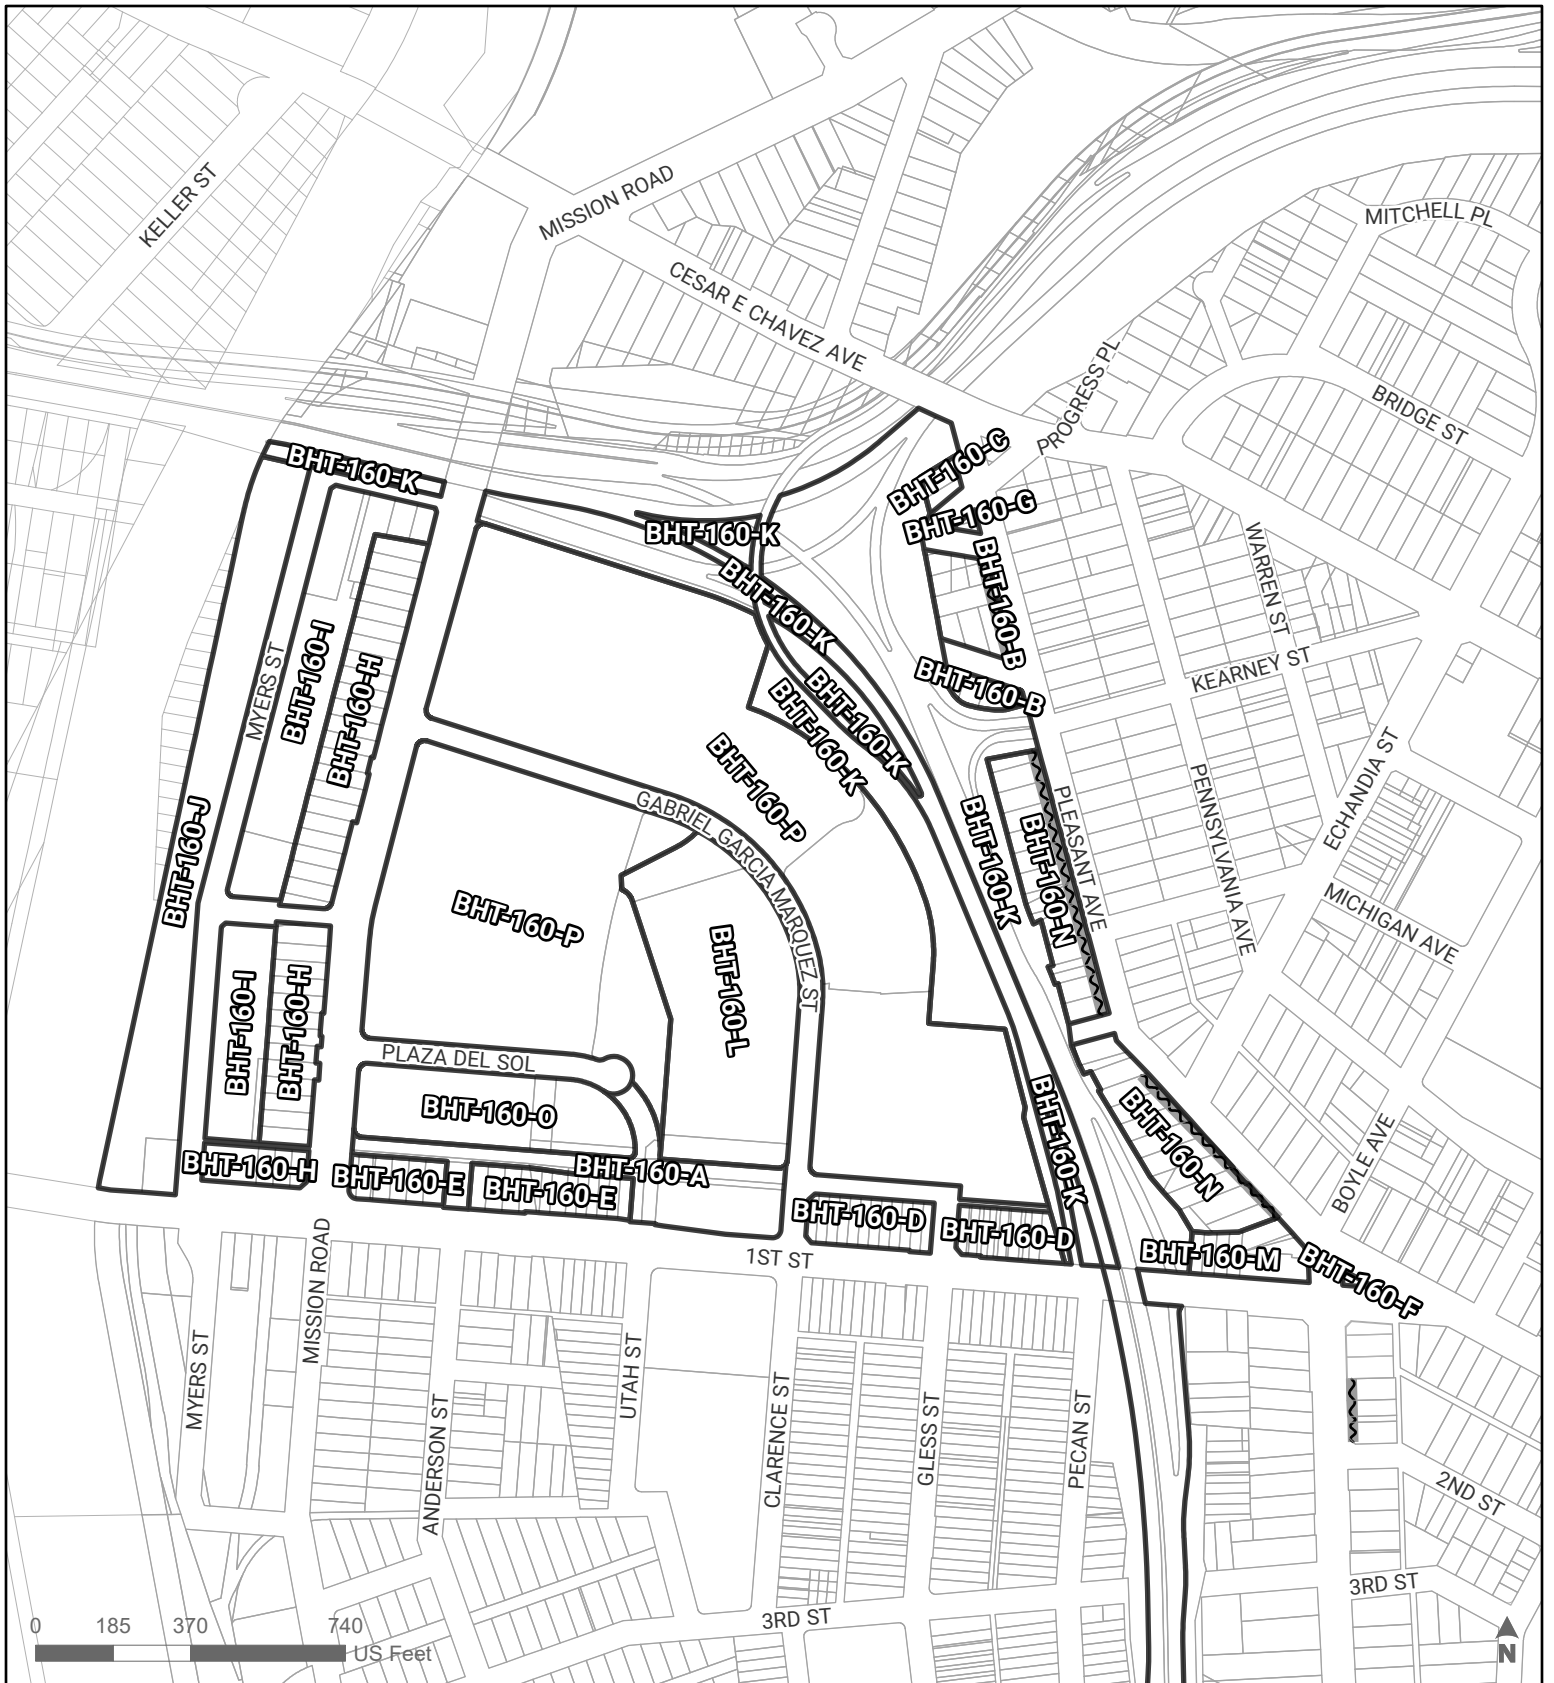 KELLER ST
MISSION ROAD
MITCHELL PL
CESAR E CHAVEZ AVE
PROGRESS PL
BRIDGE ST
BHT-160-C
BHT-160-K
BHT-160-G
BHT-160-K
BHT-160-B
WARREN ST
BHT-160-K
MYERS ST
BHT-160-I
BHT-160-H
KEARNEY ST
BHT-160-B
BHT-160-K
BHT-160-K
BHT-160-P
ECHANDIA ST
PENNSYLVANIA AVE
PLEASANT AVE
GABRIEL GARCIA MARQUEZ ST
BHT-160-J
BHT-160-K
BHT-160-N
MICHIGAN AVE
BHT-160-P
BHT-160-L
BHT-160-I
BHT-160-H
PLAZA DEL SOL
BHT-160-O
BHT-160-K
BHT-160-N
BOYLE AVE
BHT-160-H
BHT-160-E
BHT-160-A
BHT-160-E
BHT-160-D
BHT-160-D
1ST ST
BHT-160-M
BHT-160-F
MISSION ROAD
MYERS ST
UTAH ST
ANDERSON ST
CLARENCE ST
GLESS ST
PECAN ST
2ND ST
3RD ST
3RD ST
0 185 370 740
US Feet
N